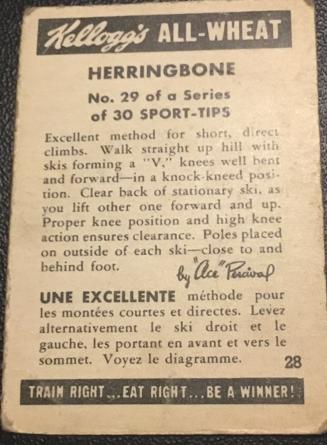 Kellogg's ALL-WHEAT
HERRINGBONE
No. 29 of a Series
of 30 SPORT-TIPS
Excellent method for short, direct
climbs. Walk straight up hill with
skis forming a "V," knees well bent
and forward—in a knock-kneed posi-
tion. Clear back of stationary ski, as
you lift other one forward and up.
Proper knee position and high knee
action ensures clearance. Poles placed
on outside of each ski—close to and
behind foot.
by "Ace" Percival
UNE EXCELLENTE méthode pour
les montées courtes et directes. Levez
alternativement le ski droit et le
gauche, les portant en avant et vers le
sommet. Voyez le diagramme.
28
TRAIN RIGHT...EAT RIGHT...BE A WINNER!